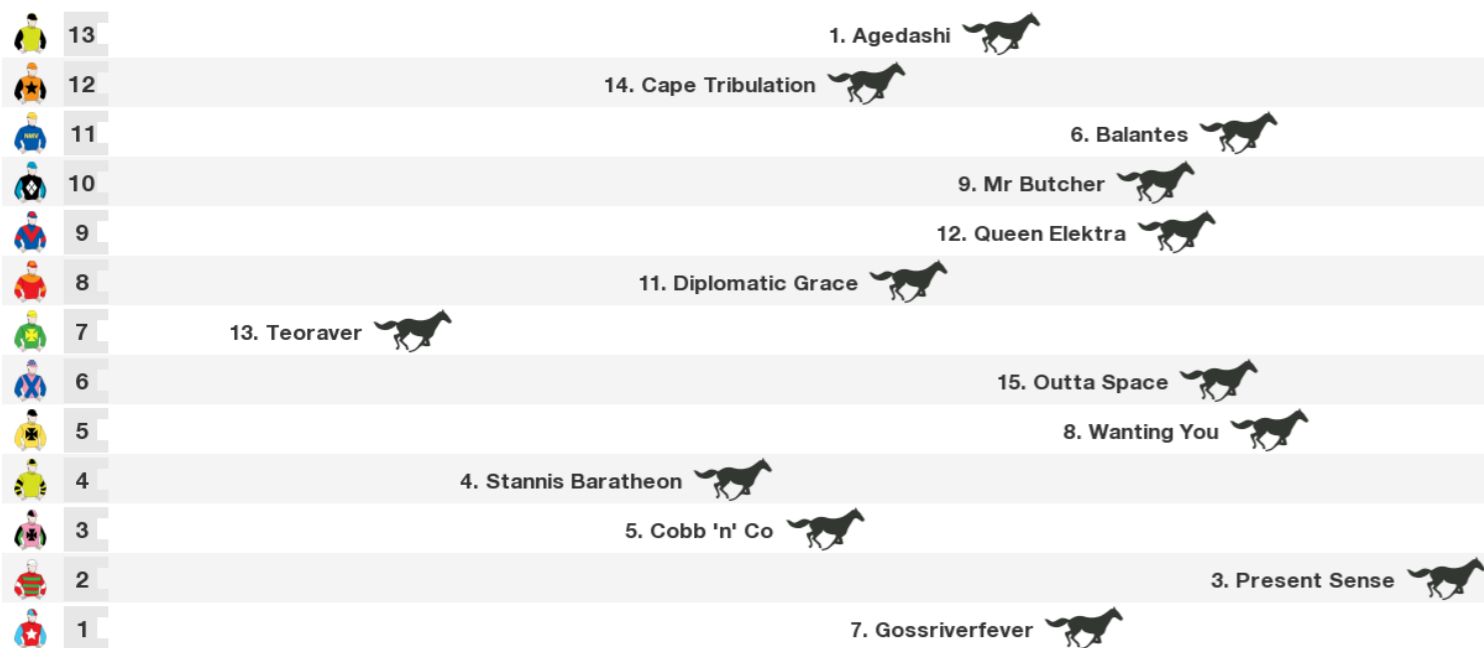 13 1. Agedashi
12 14. Cape Tribulation
NMV 11 6. Balantes
10 9. Mr Butcher
9 12. Queen Elektra
8 11. Diplomatic Grace
7 13. Teoraver
6 15. Outta Space
5 8. Wanting You
4 4. Stannis Baratheon
3 5. Cobb 'n' Co
2 3. Present Sense
1 7. Gossriverfever